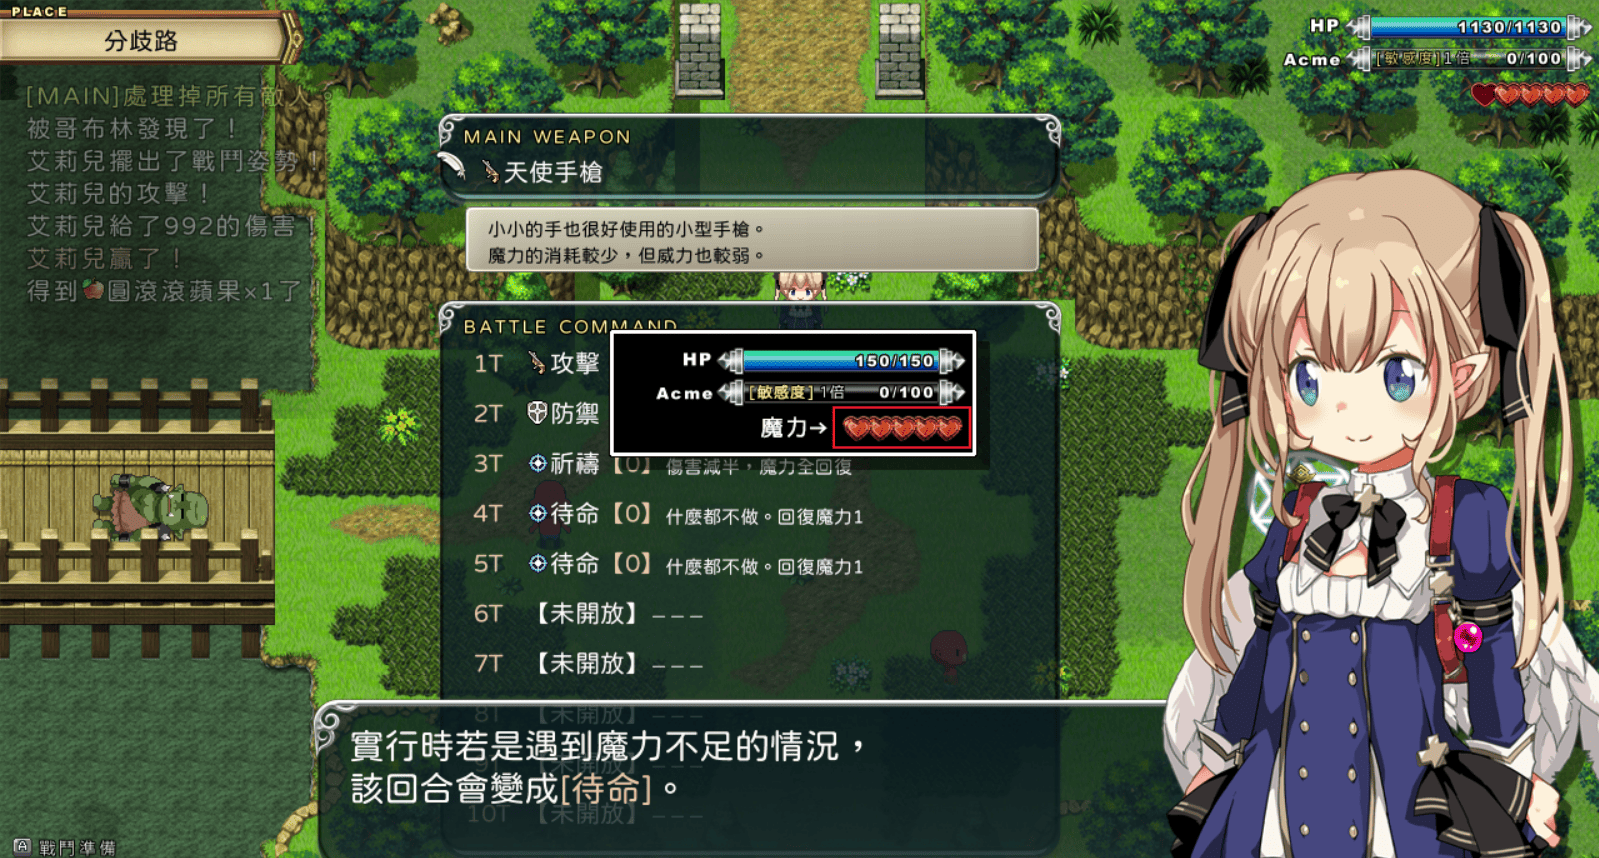 PLACE
分歧路
HP 1130/1130
Acme [敏感度]1倍 0/100
[MAIN]處理掉所有敵人。
被哥布林發現了！
艾莉兒擺出了戰鬥姿勢！
艾莉兒的攻擊！
艾莉兒給了992的傷害！
艾莉兒贏了！
得到圓滾滾蘋果×1了！
MAIN WEAPON
天使手槍
小小的手也很好使用的小型手槍。
魔力的消耗較少，但威力也較弱。
BATTLE COMMAND
1T 攻擊
2T 防禦
3T 祈禱【0】傷害減半，魔力全回復
4T 待命【0】什麼都不做。回復魔力1
5T 待命【0】什麼都不做。回復魔力1
6T 【未開放】---
7T 【未開放】---
8T 【未開放】---
10T 【未開放】---
HP 150/150
Acme [敏感度]1倍 0/100
魔力→
實行時若是遇到魔力不足的情況，
該回合會變成[待命]。
A 戰鬥準備